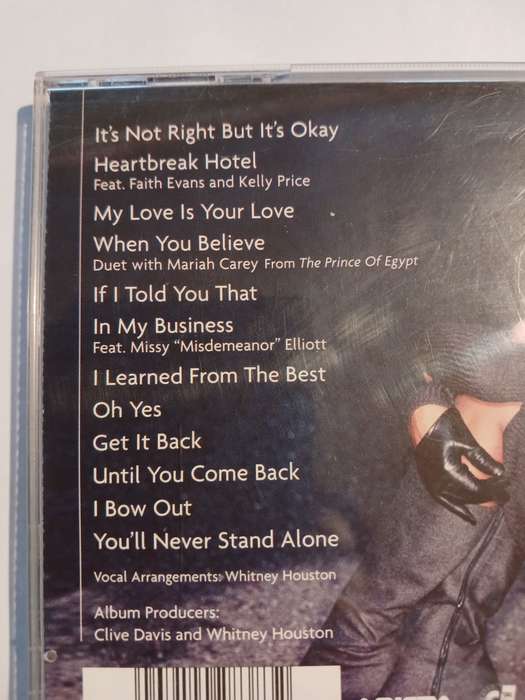 It's Not Right But It's Okay
Heartbreak Hotel
Feat. Faith Evans and Kelly Price
My Love Is Your Love
When You Believe
Duet with Mariah Carey From The Prince Of Egypt
If I Told You That
In My Business
Feat. Missy "Misdemeanor" Elliott
I Learned From The Best
Oh Yes
Get It Back
Until You Come Back
I Bow Out
You'll Never Stand Alone
Vocal Arrangements: Whitney Houston
Album Producers:
Clive Davis and Whitney Houston